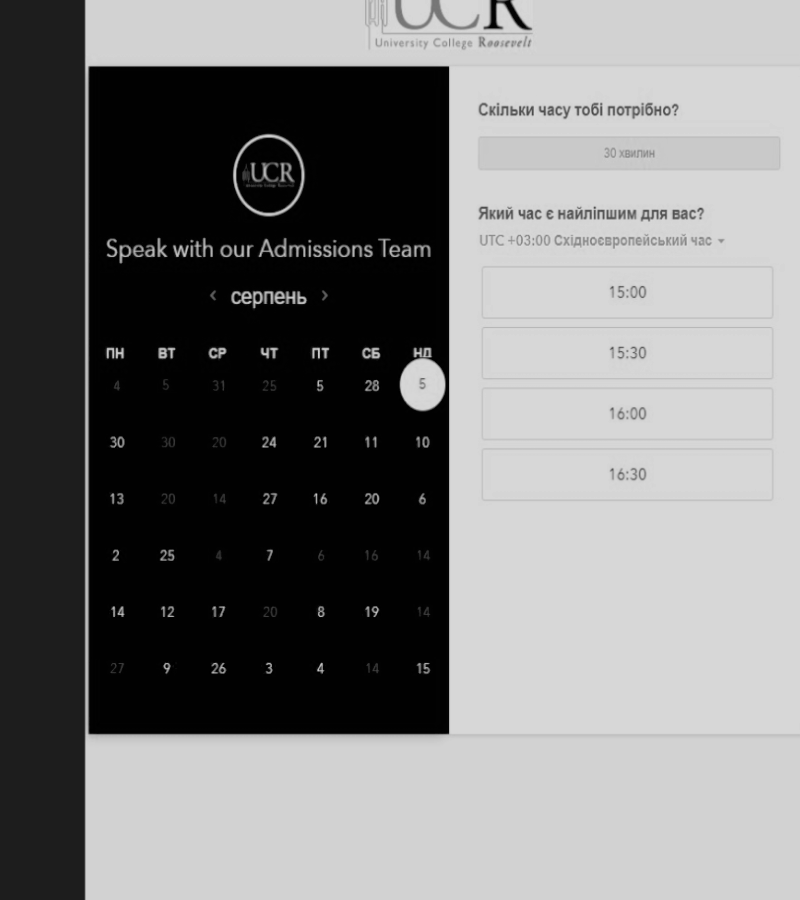 UCR
University College Roosevelt
UCR
Speak with our Admissions Team
‹ серпень ›
ПН ВТ СР ЧТ ПТ СБ НД
4 5 31 25 5 28 5
30 30 20 24 21 11 10
13 20 14 27 16 20 6
2 25 4 7 6 16 14
14 12 17 20 8 19 14
27 9 26 3 4 14 15
Скільки часу тобі потрібно?
30 хвилин
Який час є найліпшим для вас?
UTC +03:00 Східноєвропейський час
15:00
15:30
16:00
16:30